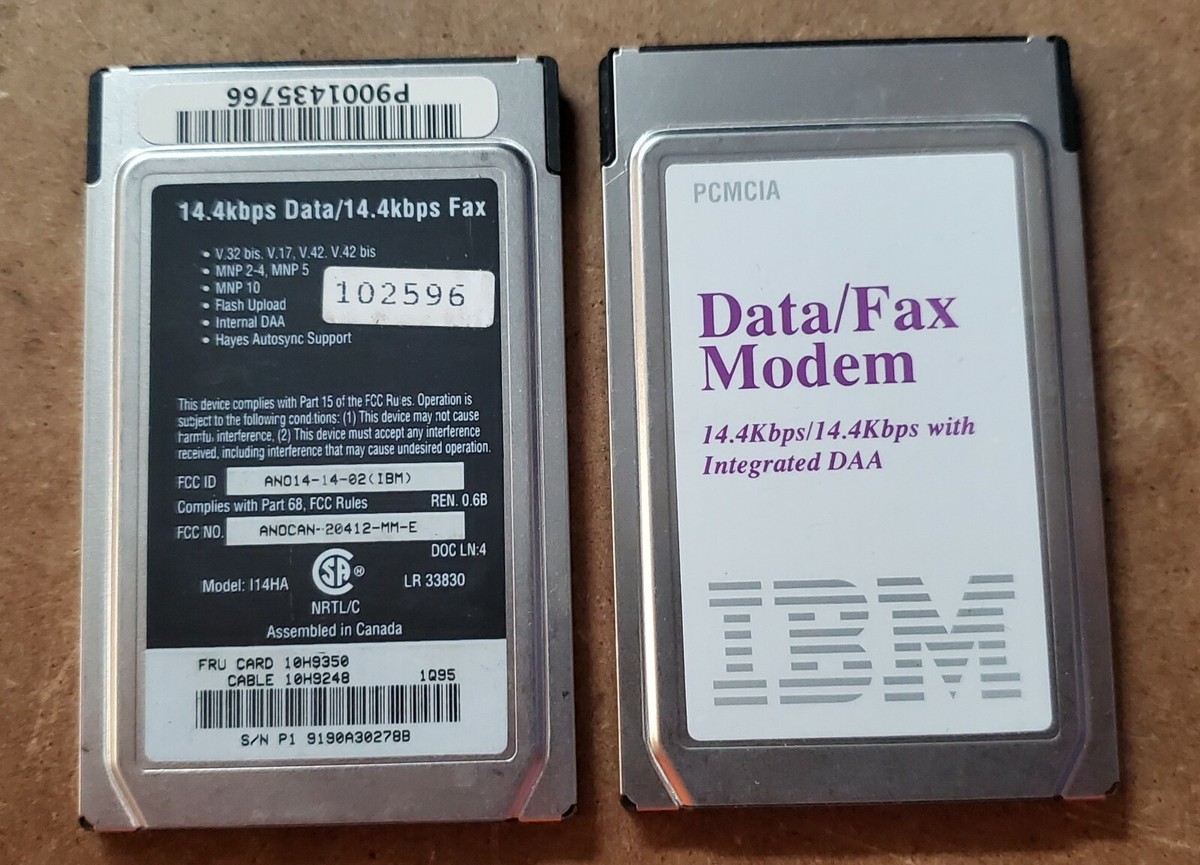 P9001435766
14.4kbps Data/14.4kbps Fax
• V.32 bis. V.17, V.42. V.42 bis
• MNP 2-4, MNP 5
• MNP 10
• Flash Upload
• Internal DAA
• Hayes Autosync Support
102596
This device complies with Part 15 of the FCC Rules. Operation is
subject to the following conditions: (1) This device may not cause
harmful interference, (2) This device must accept any interference
received, including interference that may cause undesired operation.
FCC ID ANO14-14-02(IBM)
Complies with Part 68, FCC Rules REN. 0.6B
FCC NO. ANOCAN-20412-MM-E
DOC LN:4
Model: I14HA SA H LR 33830
NRTL/C
Assembled in Canada
FRU CARD 10H9350
CABLE 10H9248 1Q95
S/N P1 9190A30278B
PCMCIA
Data/Fax
Modem
14.4Kbps/14.4Kbps with
Integrated DAA
IBM